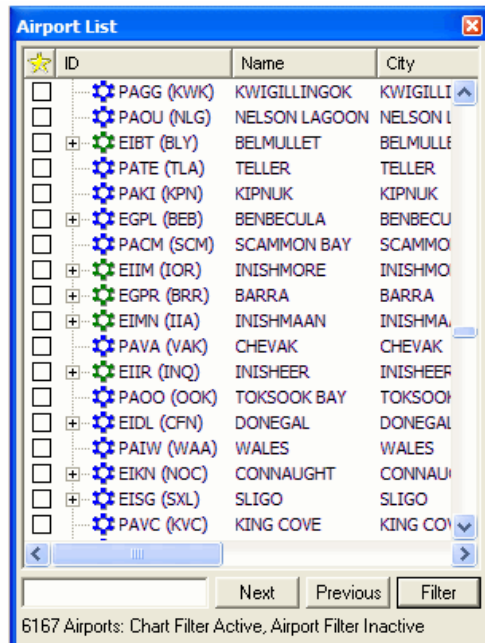 Airport List
ID Name City
PAGG (KWK) KWIGILLINGOK KWIGILLI
PAOU (NLG) NELSON LAGOON NELSON L
EIBT (BLY) BELMULLET BELMULLE
PATE (TLA) TELLER TELLER
PAKI (KPN) KIPNUK KIPNUK
EGPL (BEB) BENBECULA BENBECU
PACM (SCM) SCAMMON BAY SCAMMO
EIIM (IOR) INISHMORE INISHMO
EGPR (BRR) BARRA BARRA
EIMN (IIA) INISHMAAN INISHMA
PAVA (VAK) CHEVAK CHEVAK
EIIR (INQ) INISHEER INISHEER
PAOO (OOK) TOKSOOK BAY TOKSOOK
EIDL (CFN) DONEGAL DONEGAL
PAIW (WAA) WALES WALES
EIKN (NOC) CONNAUGHT CONNAU
EISG (SXL) SLIGO SLIGO
PAVC (KVC) KING COVE KING COV
Next Previous Filter
6167 Airports: Chart Filter Active, Airport Filter Inactive